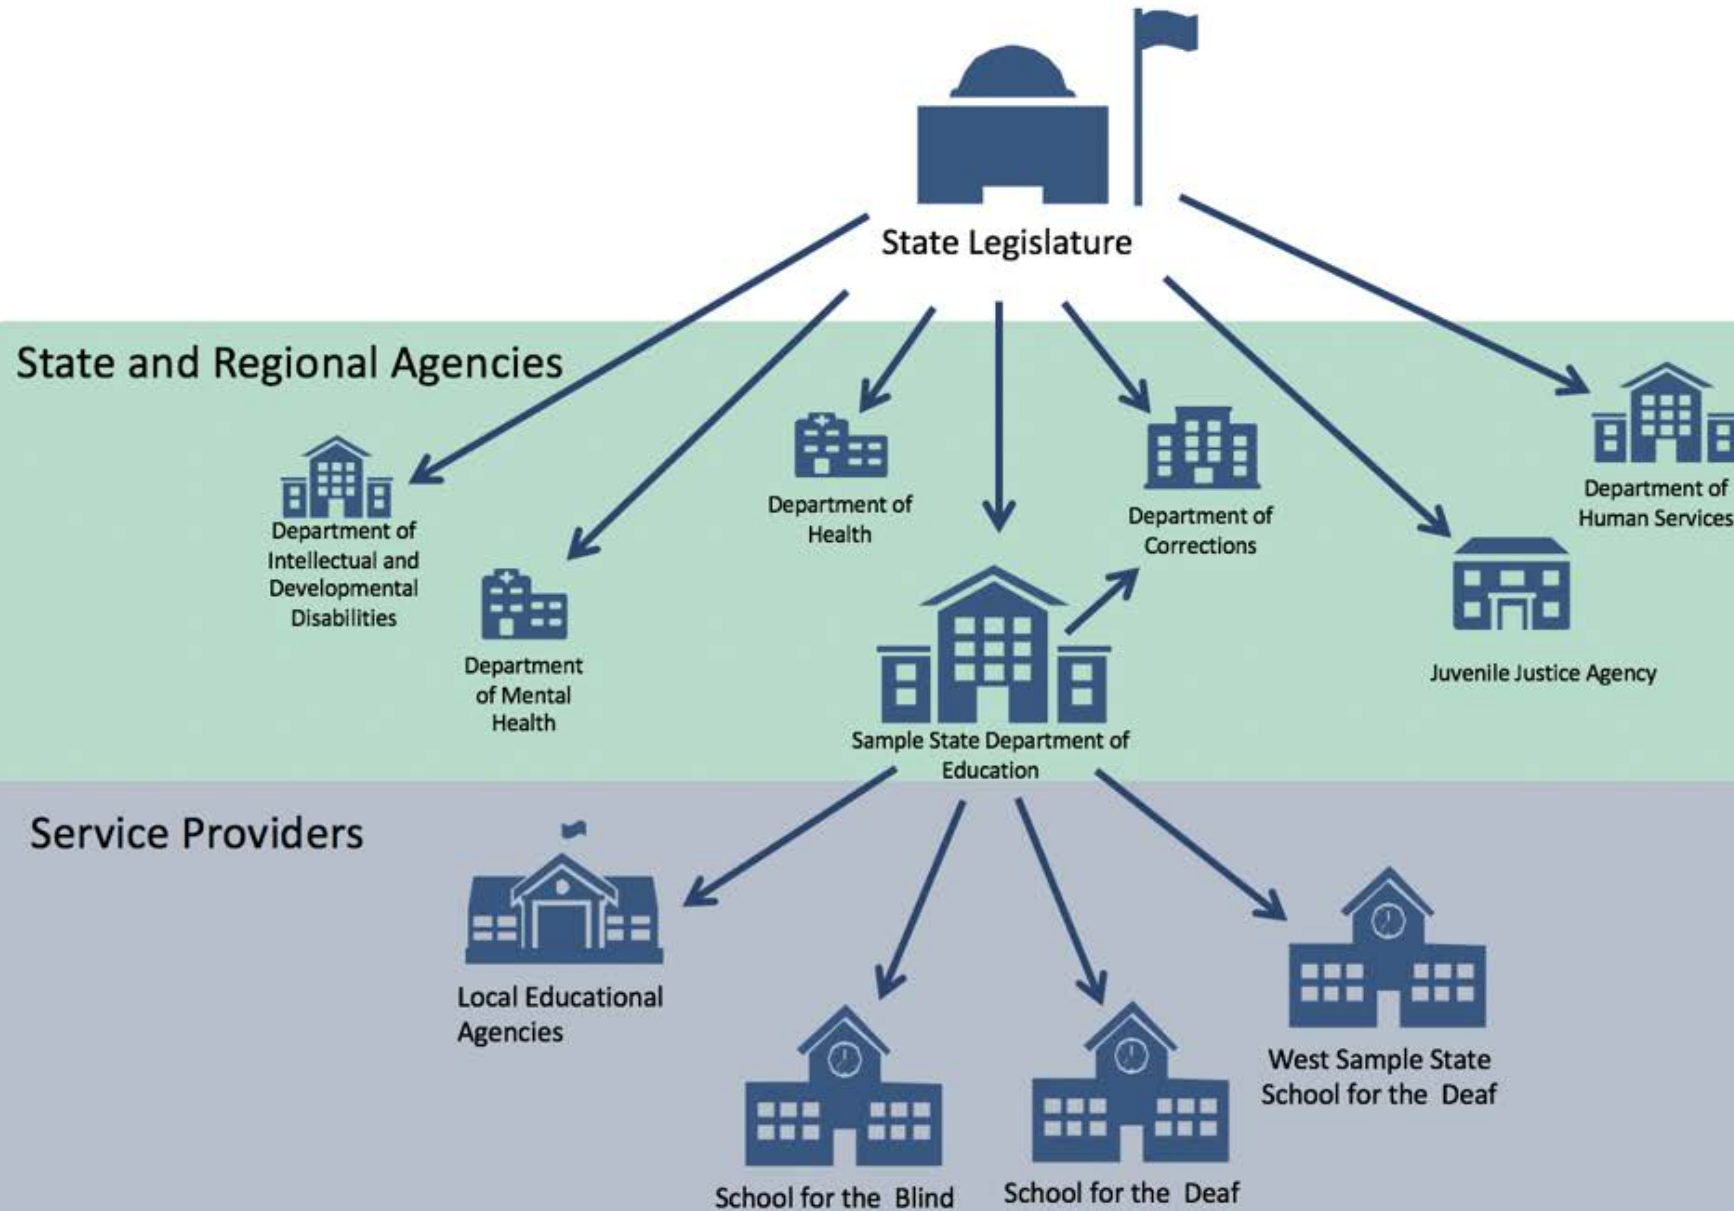 State Legislature
State and Regional Agencies
Department of
Intellectual and
Developmental
Disabilities
Department
of Mental
Health
Department of
Health
Department of
Corrections
Department of
Human Services
Juvenile Justice Agency
Sample State Department of
Education
Service Providers
Local Educational
Agencies
School for the Blind
School for the Deaf
West Sample State
School for the Deaf